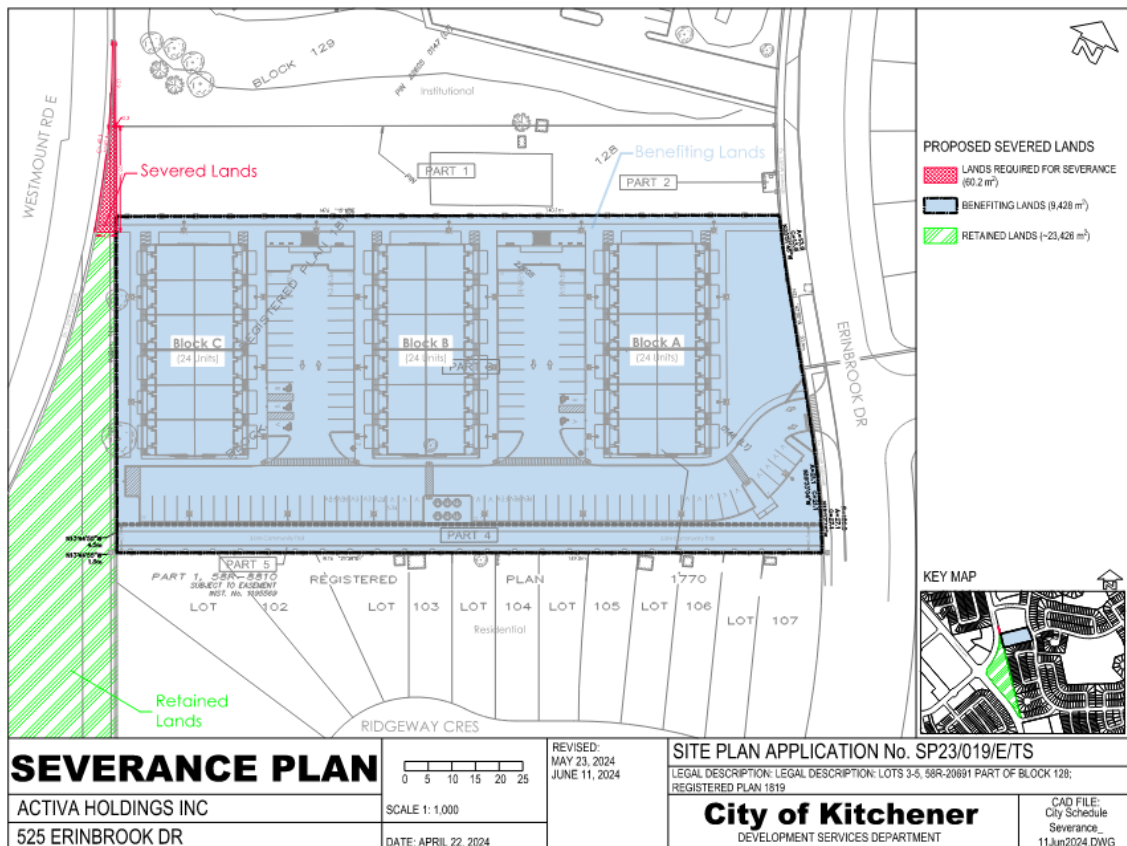 BLOCK 129
Institutional
WESTMOUNT RD E
Severed Lands
PART 1
128
Benefiting Lands
PART 2
REGISTERED PLAN 1819
Block C
(24 Units)
Block B
(24 Units)
Block A
(24 Units)
BLOCK
ERINBROOK DR
PART 4
PART 5
PART 1, 58R-8810
SUBJECT TO EASEMENT
REGISTERED PLAN 1770
LOT 102
LOT 103
LOT 104
LOT 105
LOT 106
LOT 107
Residential
Retained
Lands
RIDGEWAY CRES
PROPOSED SEVERED LANDS
LANDS REQUIRED FOR SEVERANCE
(60.2 m²)
BENEFITING LANDS (9,428 m²)
RETAINED LANDS (~23,426 m²)
N
KEY MAP
SEVERANCE PLAN
ACTIVA HOLDINGS INC
525 ERINBROOK DR
0 5 10 15 20 25
SCALE 1: 1,000
DATE: APRIL 22, 2024
REVISED:
MAY 23, 2024
JUNE 11, 2024
SITE PLAN APPLICATION No. SP23/019/E/TS
LEGAL DESCRIPTION: LEGAL DESCRIPTION: LOTS 3-5, 58R-20691 PART OF BLOCK 128;
REGISTERED PLAN 1819
City of Kitchener
DEVELOPMENT SERVICES DEPARTMENT
CAD FILE:
City Schedule
Severance_
11Jun2024.DWG